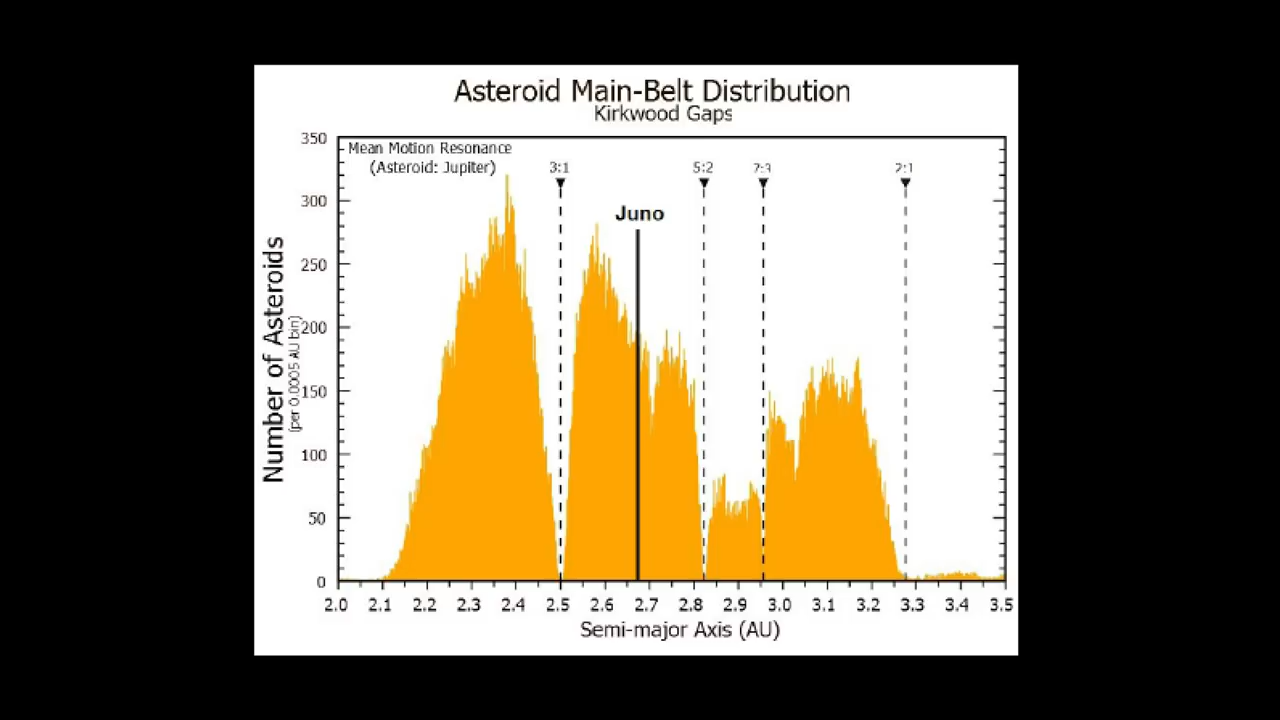 Asteroid Main-Belt Distribution
Kirkwood Gaps
Mean Motion Resonance
(Asteroid: Jupiter)
3:1
5:2
7:3
2:1
Juno
Number of Asteroids
(per 0.0005 AU bin)
350
300
250
200
150
100
50
0
2.0 2.1 2.2 2.3 2.4 2.5 2.6 2.7 2.8 2.9 3.0 3.1 3.2 3.3 3.4 3.5
Semi-major Axis (AU)